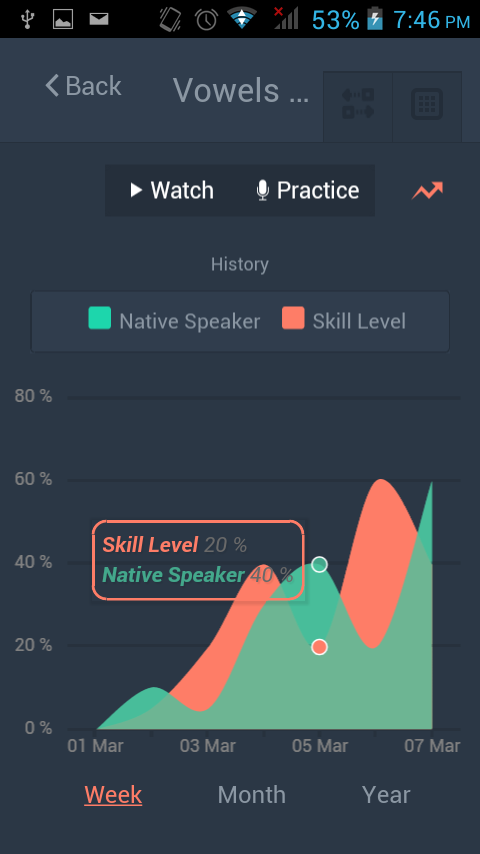 53% 7:46 PM
Back Vowels ...
Watch Practice
History
Native Speaker Skill Level
80 %
60 %
Skill Level 20 %
40 %
Native Speaker 40 %
20 %
0 %
01 Mar 03 Mar 05 Mar 07 Mar
Week Month Year